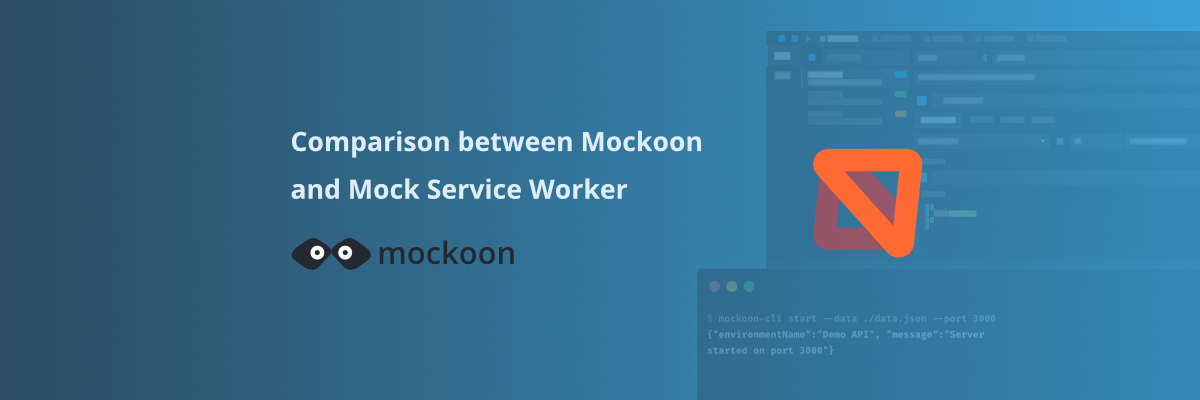 Comparison between Mockoon
and Mock Service Worker
mockoon
$ mockoon-cli start --data ./data.json --port 3000
{"environmentName":"Demo API", "message":"Server
started on port 3000"}